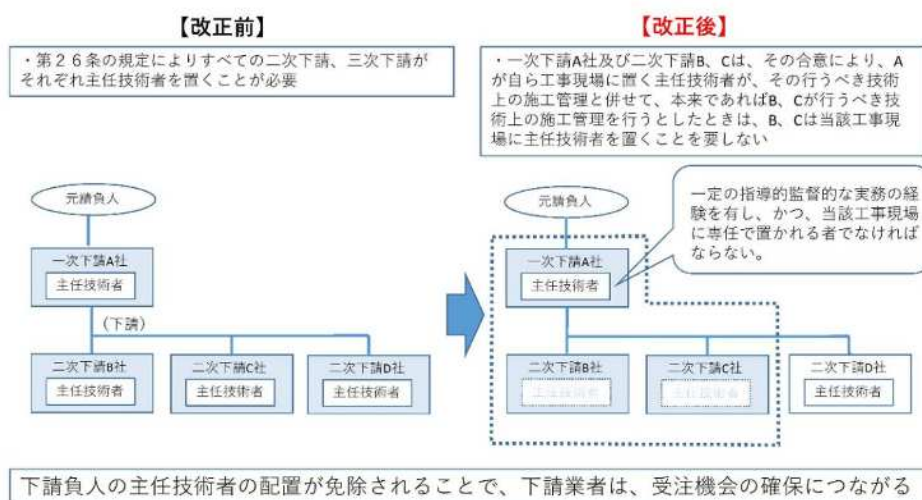 【改正前】
・第26条の規定によりすべての二次下請、三次下請が
それぞれ主任技術者を置くことが必要
元請負人
一次下請A社
主任技術者
(下請)
二次下請B社
主任技術者
二次下請C社
主任技術者
二次下請D社
主任技術者
【改正後】
・一次下請A社及び二次下請B、Cは、その合意により、A
が自ら工事現場に置く主任技術者が、その行うべき技術
上の施工管理と併せて、本来であればB、Cが行うべき技
術上の施工管理を行うとしたときは、B、Cは当該工事現
場に主任技術者を置くことを要しない
元請負人
一定の指導的監督的な実務の経
験を有し、かつ、当該工事現場
に専任で置かれる者でなければ
ならない。
一次下請A社
主任技術者
二次下請B社
主任技術者
二次下請C社
主任技術者
二次下請D社
主任技術者
下請負人の主任技術者の配置が免除されることで、下請業者は、受注機会の確保につながる